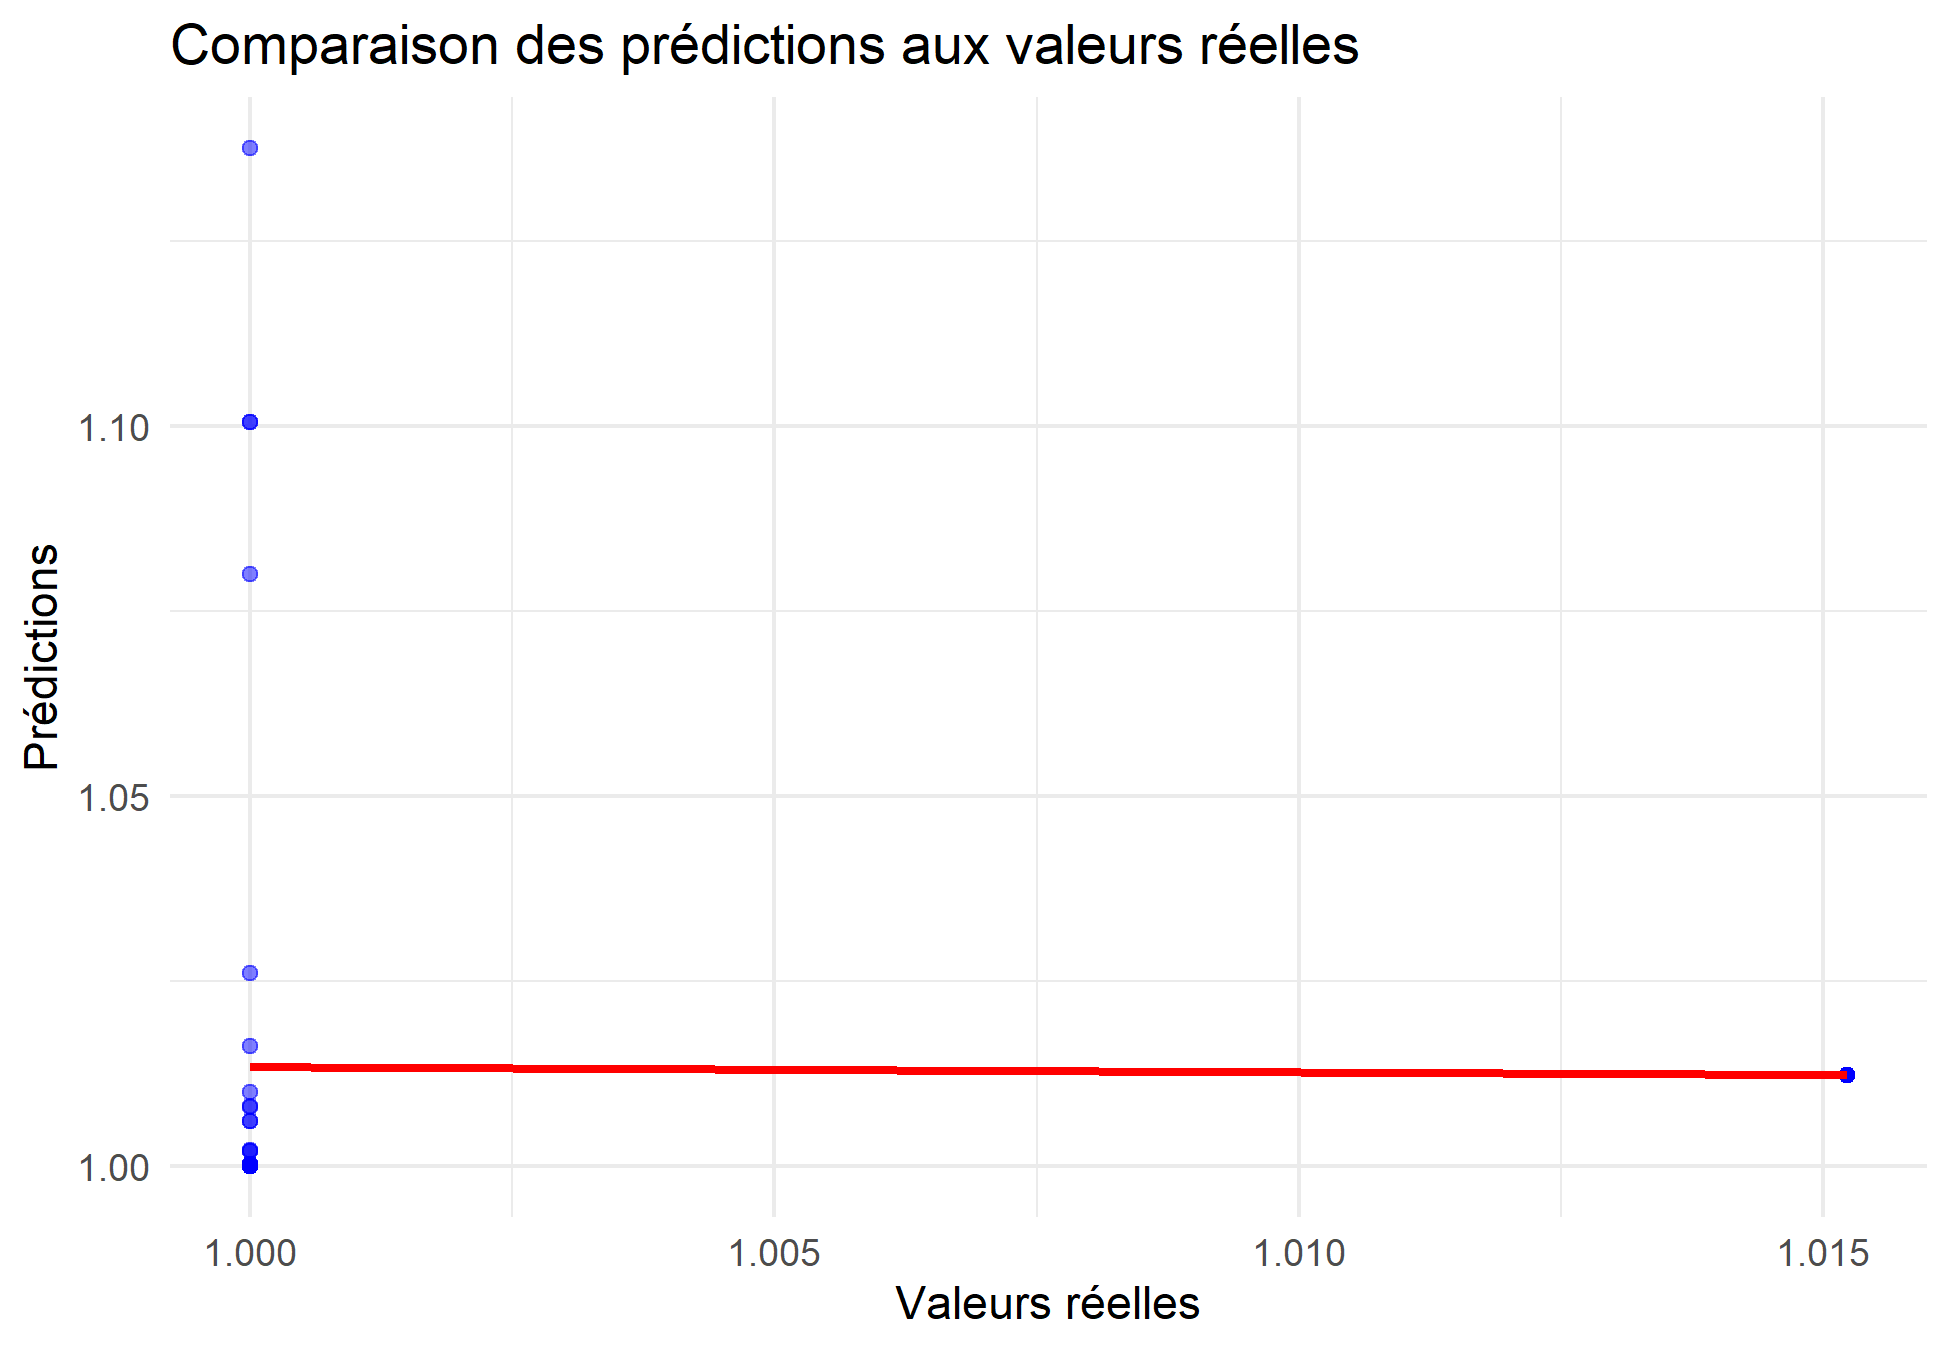 Comparaison des prédictions aux valeurs réelles
Prédictions
1.10
1.05
1.00
1.000 1.005 1.010 1.015
Valeurs réelles